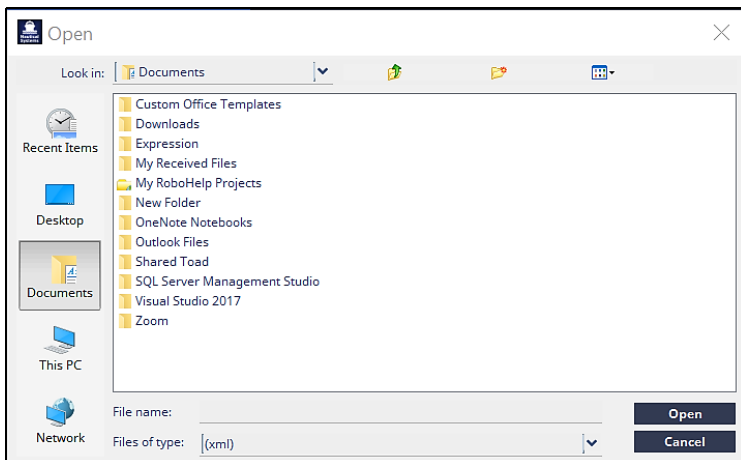 Nautical
Systems
Open
Look in:
Documents
Recent Items
Desktop
Documents
This PC
Network
Custom Office Templates
Downloads
Expression
My Received Files
My RoboHelp Projects
New Folder
OneNote Notebooks
Outlook Files
Shared Toad
SQL Server Management Studio
Visual Studio 2017
Zoom
File name:
Open
Files of type:
(xml)
Cancel